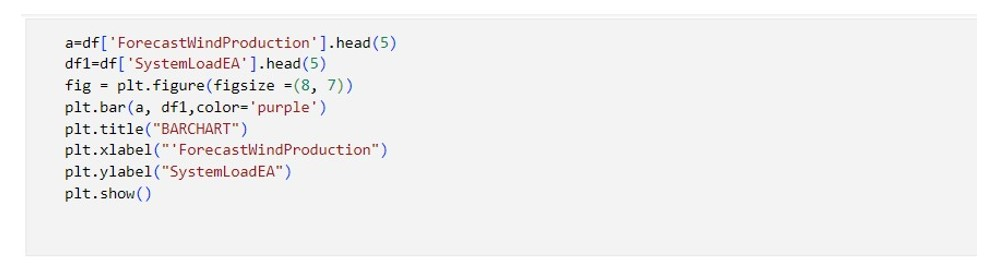 a=df['ForecastWindProduction'].head(5)
df1=df['SystemLoadEA'].head(5)
fig = plt.figure(figsize =(8, 7))
plt.bar(a, df1,color='purple')
plt.title("BARCHART")
plt.xlabel("'ForecastWindProduction")
plt.ylabel("SystemLoadEA")
plt.show()